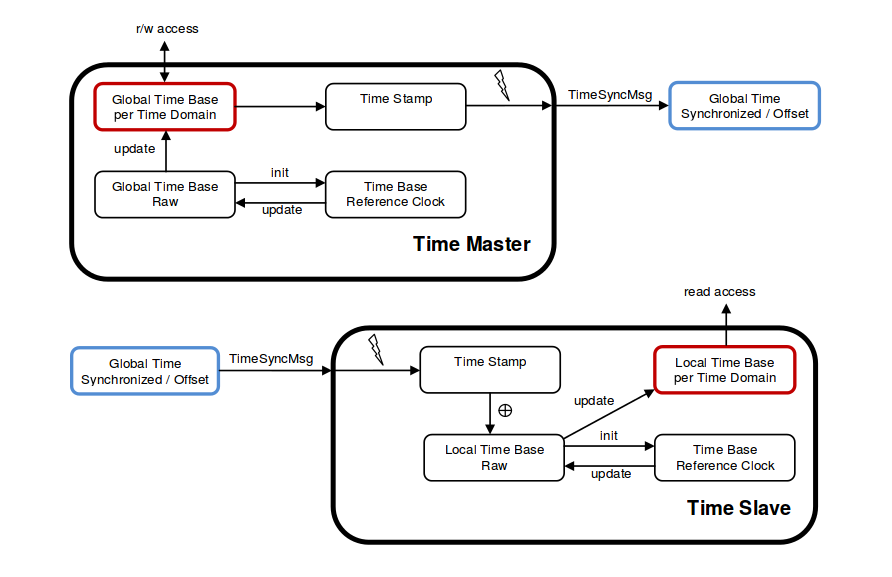 r/w access
Global Time Base
per Time Domain
Time Stamp
TimeSyncMsg
Global Time
Synchronized / Offset
update
Global Time Base
Raw
init
update
Time Base
Reference Clock
Time Master
read access
Global Time
Synchronized / Offset
TimeSyncMsg
Time Stamp
Local Time Base
per Time Domain
update
Local Time Base
Raw
init
update
Time Base
Reference Clock
Time Slave